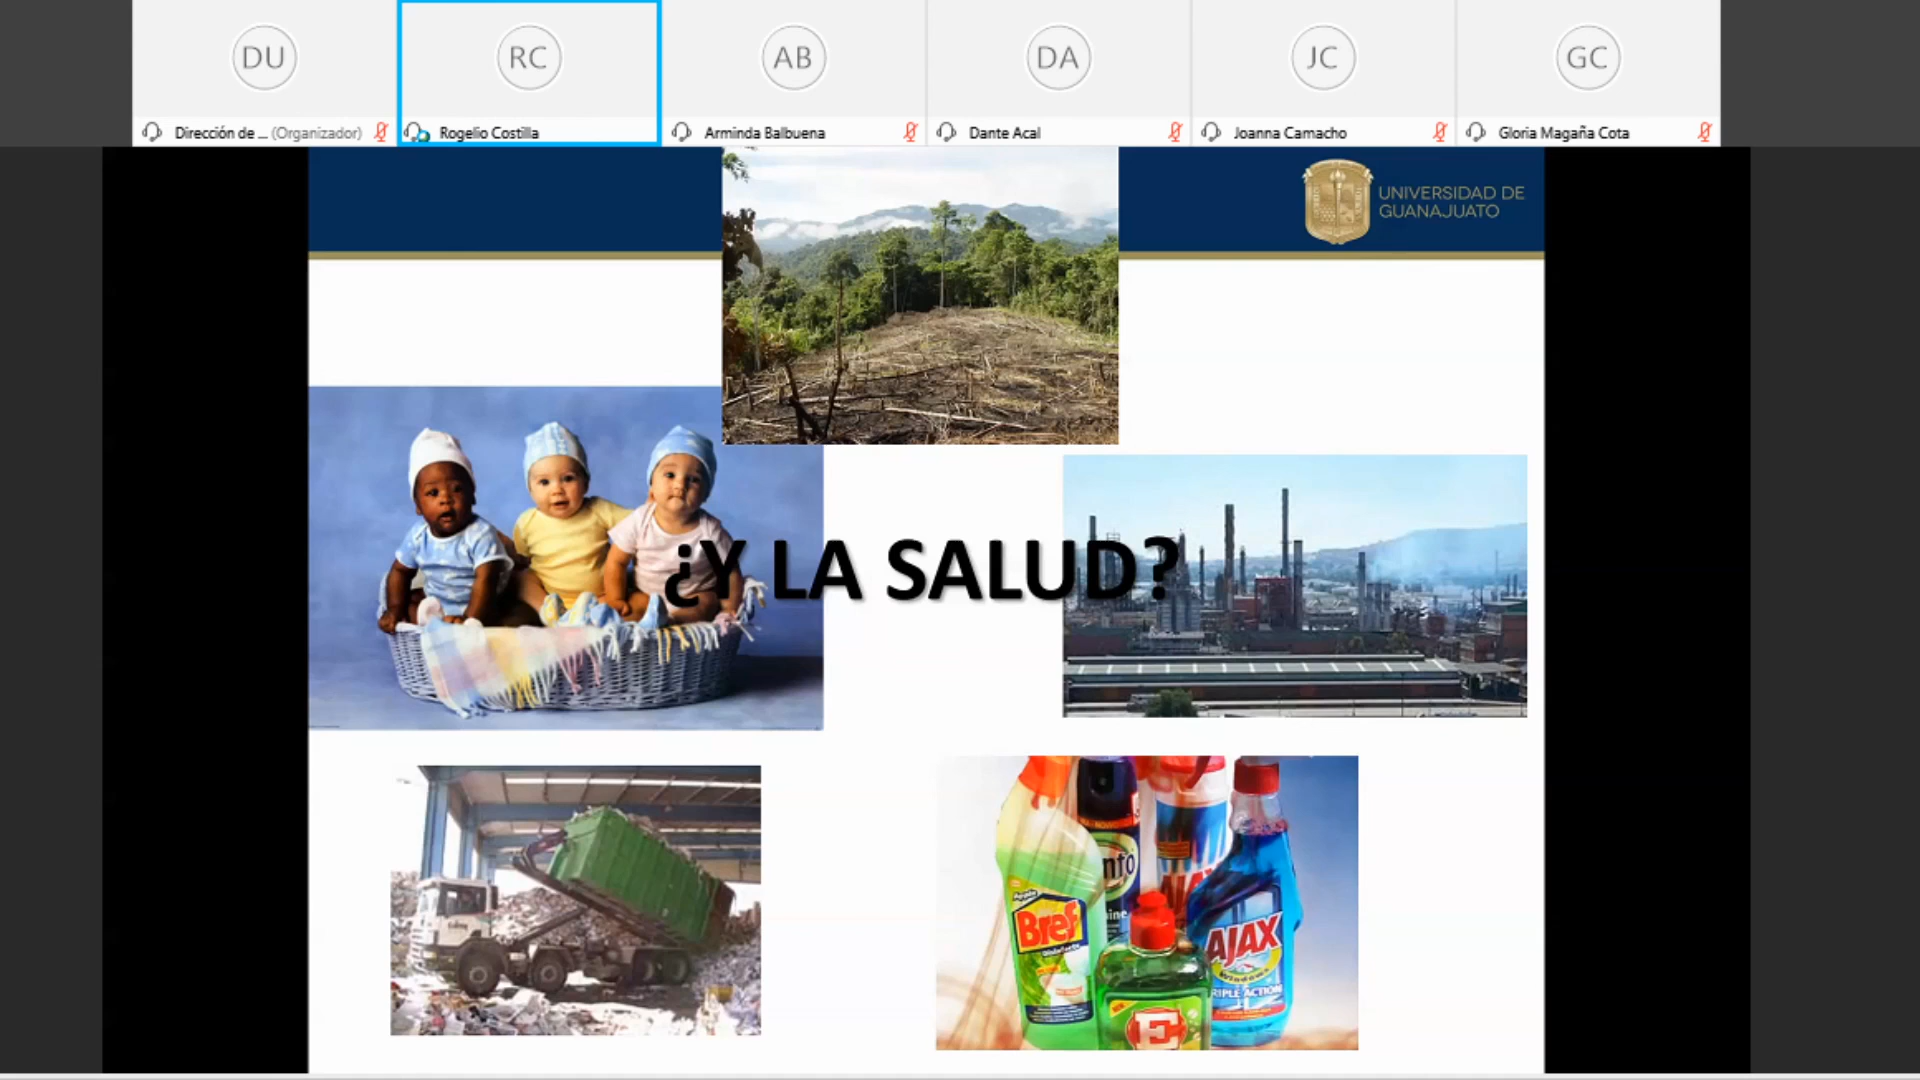 DU
RC
AB
DA
JC
GC
Dirección de ... (Organizador)
Rogelio Costilla
Arminda Balbuena
Dante Acal
Joanna Camacho
Gloria Magaña Cota
UNIVERSIDAD DE
GUANAJUATO
¿Y LA SALUD?
Bref
AJAX
TRIPLE ACTION
E